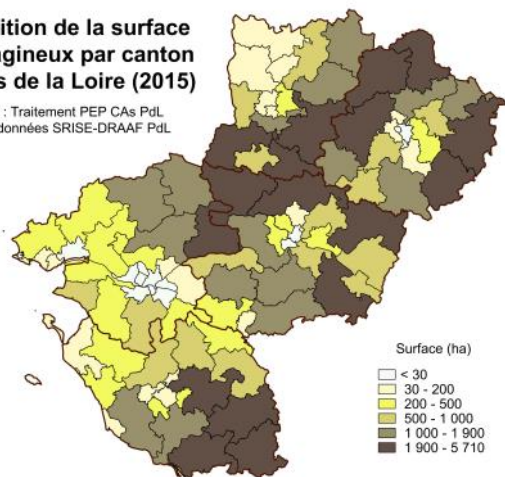 ition de la surface
gineux par canton
s de la Loire (2015)
: Traitement PEP CAs PdL
données SRISE-DRAAF PdL
Surface (ha)
< 30
30 - 200
200 - 500
500 - 1 000
1 000 - 1 900
1 900 - 5 710